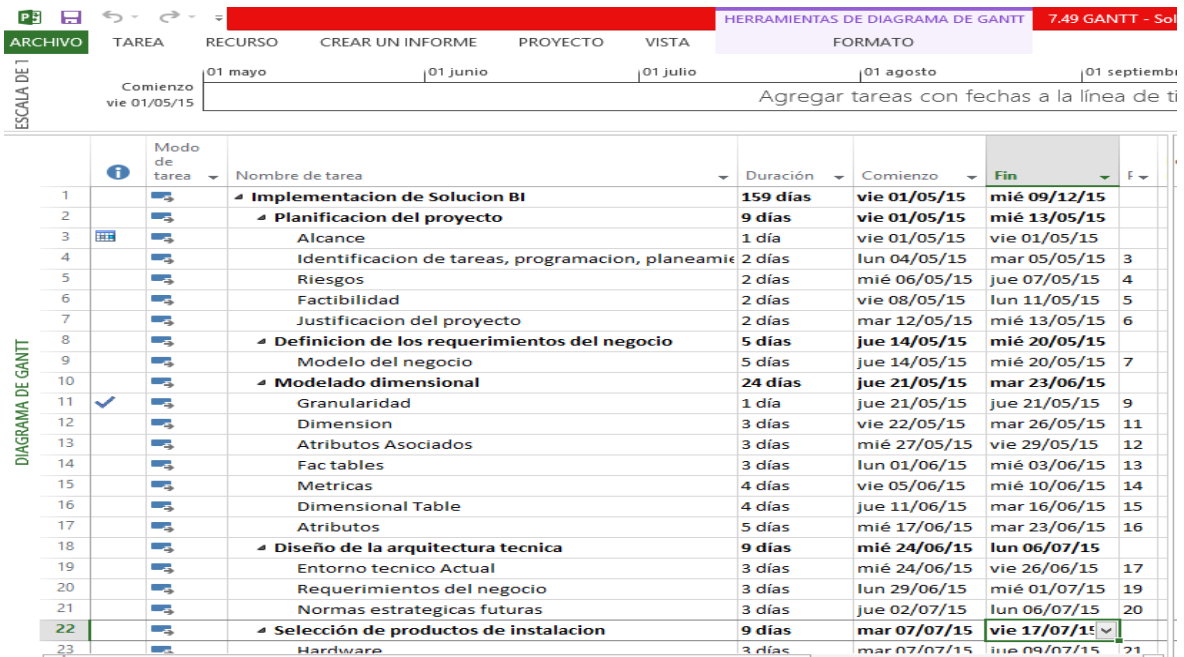 HERRAMIENTAS DE DIAGRAMA DE GANTT 7.49 GANTT - Sol
ARCHIVO TAREA RECURSO CREAR UN INFORME PROYECTO VISTA FORMATO
ESCALA DE T
01 mayo 01 junio 01 julio 01 agosto 01 septiemb
Comienzo
vie 01/05/15
Agregar tareas con fechas a la línea de ti
DIAGRAMA DE GANTT
Modo de tarea Nombre de tarea Duración Comienzo Fin
1 Implementacion de Solucion BI 159 días vie 01/05/15 mié 09/12/15
2 Planificacion del proyecto 9 días vie 01/05/15 mié 13/05/15
3 Alcance 1 día vie 01/05/15 vie 01/05/15
4 Identificacion de tareas, programacion, planeamie 2 días lun 04/05/15 mar 05/05/15 3
5 Riesgos 2 días mié 06/05/15 jue 07/05/15 4
6 Factibilidad 2 días vie 08/05/15 lun 11/05/15 5
7 Justificacion del proyecto 2 días mar 12/05/15 mié 13/05/15 6
8 Definicion de los requerimientos del negocio 5 días jue 14/05/15 mié 20/05/15
9 Modelo del negocio 5 días jue 14/05/15 mié 20/05/15 7
10 Modelado dimensional 24 días jue 21/05/15 mar 23/06/15
11 Granularidad 1 día jue 21/05/15 jue 21/05/15 9
12 Dimension 3 días vie 22/05/15 mar 26/05/15 11
13 Atributos Asociados 3 días mié 27/05/15 vie 29/05/15 12
14 Fac tables 3 días lun 01/06/15 mié 03/06/15 13
15 Metricas 4 días vie 05/06/15 mié 10/06/15 14
16 Dimensional Table 4 días jue 11/06/15 mar 16/06/15 15
17 Atributos 5 días mié 17/06/15 mar 23/06/15 16
18 Diseño de la arquitectura tecnica 9 días mié 24/06/15 lun 06/07/15
19 Entorno tecnico Actual 3 días mié 24/06/15 vie 26/06/15 17
20 Requerimientos del negocio 3 días lun 29/06/15 mié 01/07/15 19
21 Normas estrategicas futuras 3 días jue 02/07/15 lun 06/07/15 20
22 Selección de productos de instalacion 9 días mar 07/07/15 vie 17/07/15
23 Hardware 3 días mar 07/07/15 jue 09/07/15 21